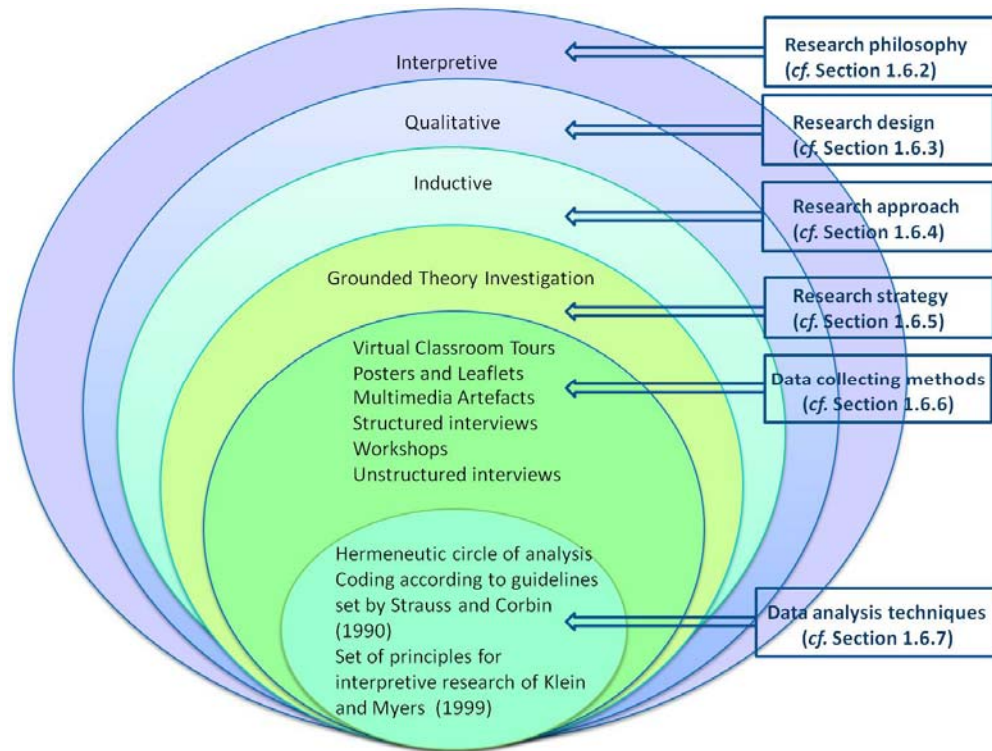 Interpretive
Research philosophy
(cf. Section 1.6.2)
Qualitative
Research design
(cf. Section 1.6.3)
Inductive
Research approach
(cf. Section 1.6.4)
Grounded Theory Investigation
Research strategy
(cf. Section 1.6.5)
Virtual Classroom Tours
Posters and Leaflets
Multimedia Artefacts
Structured interviews
Workshops
Unstructured interviews
Data collecting methods
(cf. Section 1.6.6)
Hermeneutic circle of analysis
Coding according to guidelines
set by Strauss and Corbin
(1990)
Set of principles for
interpretive research of Klein
and Myers (1999)
Data analysis techniques
(cf. Section 1.6.7)